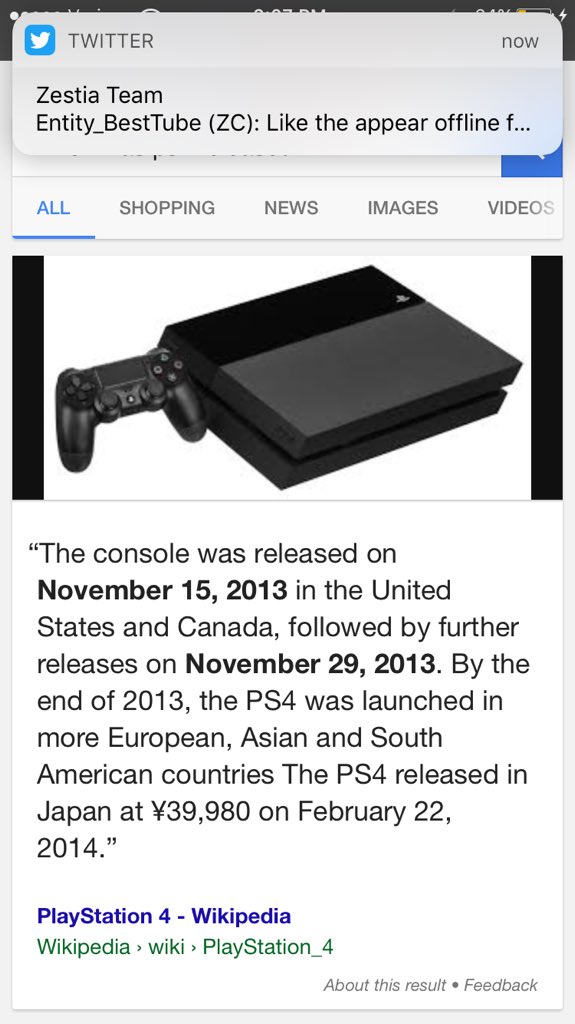 TWITTER now
Zestia Team
Entity_BestTube (ZC): Like the appear offline f...
ALL SHOPPING NEWS IMAGES VIDEOS
“The console was released on
November 15, 2013 in the United
States and Canada, followed by further
releases on November 29, 2013. By the
end of 2013, the PS4 was launched in
more European, Asian and South
American countries The PS4 released in
Japan at ¥39,980 on February 22,
2014.”
PlayStation 4 - Wikipedia
Wikipedia › wiki › PlayStation_4
About this result • Feedback